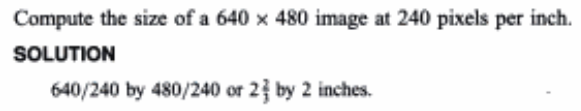 Compute the size of a 640 × 480 image at 240 pixels per inch.
SOLUTION
640/240 by 480/240 or 2⅔ by 2 inches.